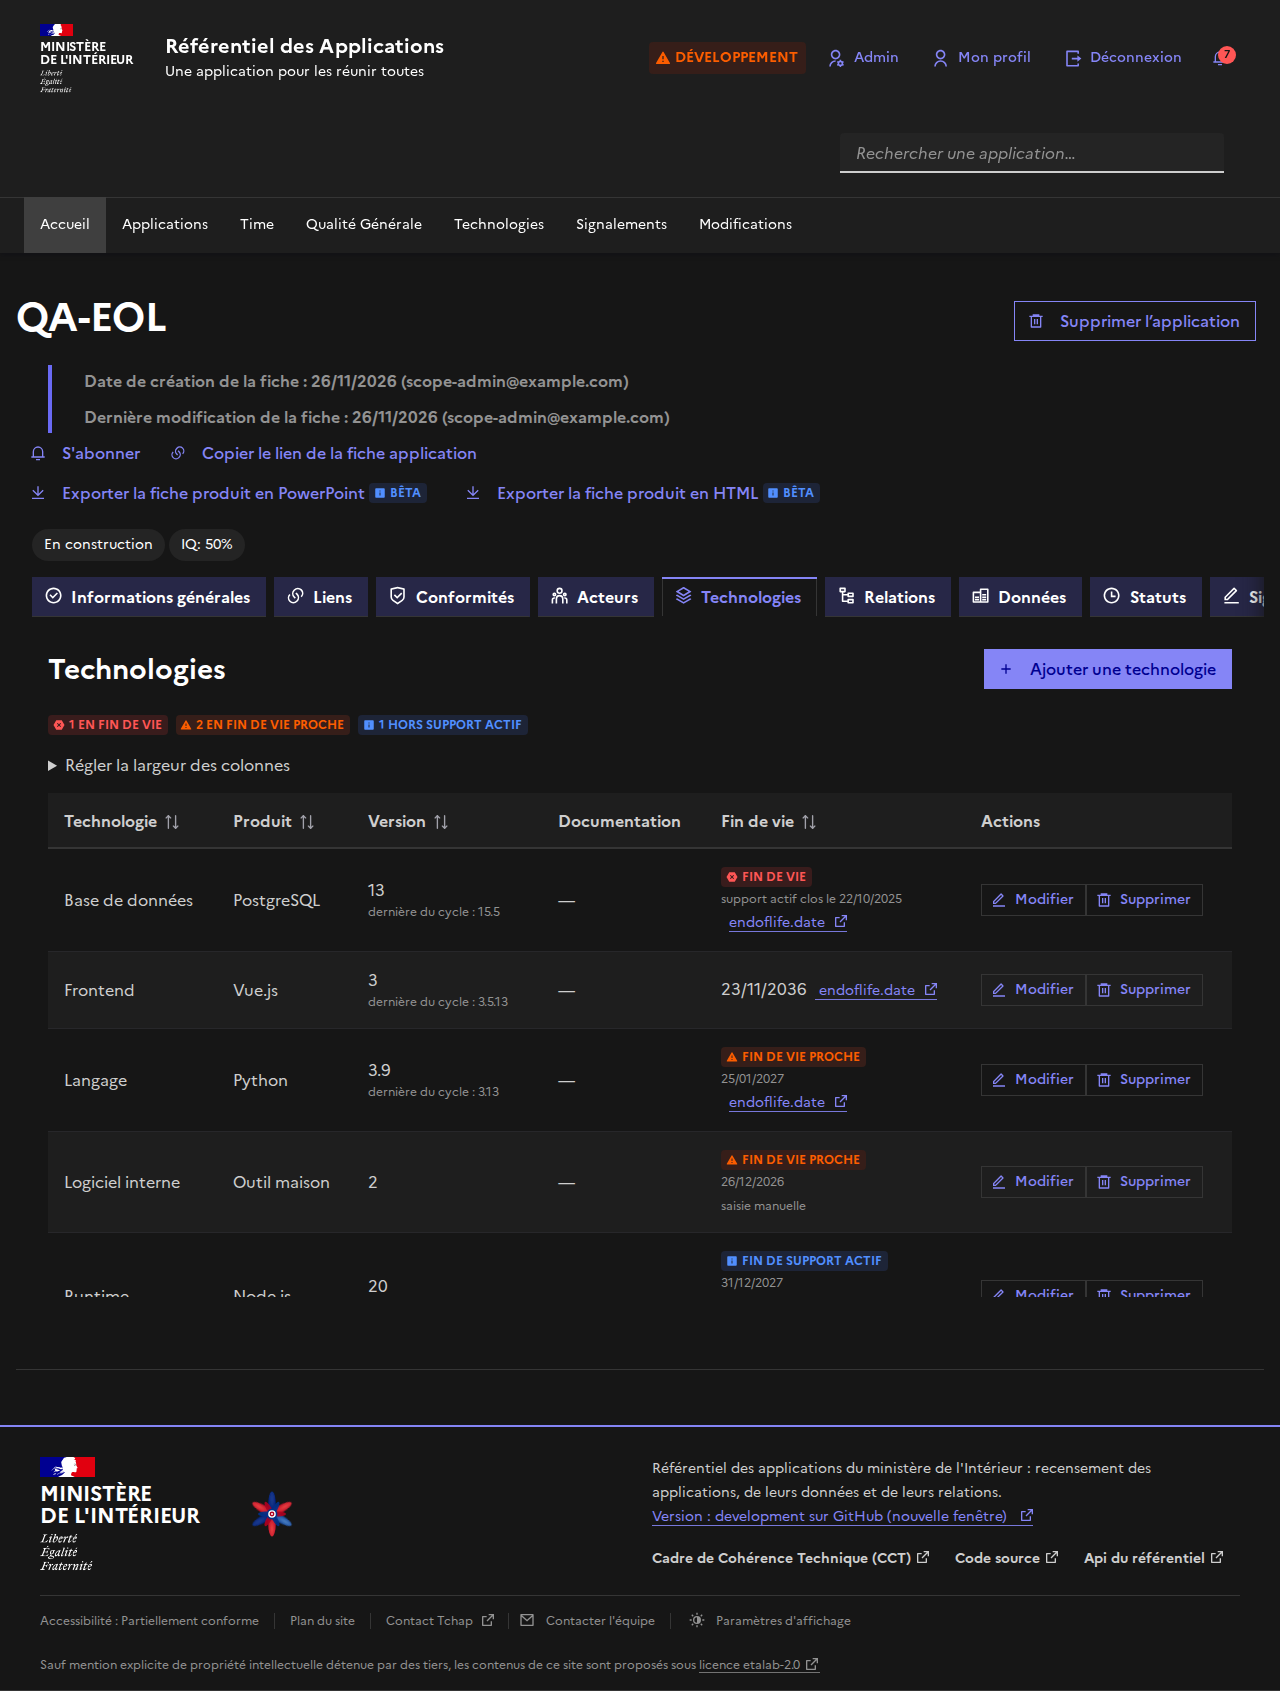 MINISTÈRE
DE L'INTÉRIEUR
Liberté
Égalité
Fraternité
Référentiel des Applications
Une application pour les réunir toutes
DÉVELOPPEMENT
Admin
Mon profil
Déconnexion
7
Rechercher une application...
Accueil
Applications
Time
Qualité Générale
Technologies
Signalements
Modifications
QA-EOL
Supprimer l’application
Date de création de la fiche : 26/11/2026 (scope-admin@example.com)
Dernière modification de la fiche : 26/11/2026 (scope-admin@example.com)
S'abonner
Copier le lien de la fiche application
Exporter la fiche produit en PowerPoint
BÊTA
Exporter la fiche produit en HTML
BÊTA
En construction
IQ: 50%
Informations générales
Liens
Conformités
Acteurs
Technologies
Relations
Données
Statuts
Technologies
Ajouter une technologie
1 EN FIN DE VIE
2 EN FIN DE VIE PROCHE
1 HORS SUPPORT ACTIF
Régler la largeur des colonnes
Technologie
Produit
Version
Documentation
Fin de vie
Actions
Base de données
PostgreSQL
13
dernière du cycle : 15.5
—
FIN DE VIE
support actif clos le 22/10/2025
endoflife.date
Modifier
Supprimer
Frontend
Vue.js
3
dernière du cycle : 3.5.13
—
23/11/2036
endoflife.date
Modifier
Supprimer
Langage
Python
3.9
dernière du cycle : 3.13
—
FIN DE VIE PROCHE
25/01/2027
endoflife.date
Modifier
Supprimer
Logiciel interne
Outil maison
2
—
FIN DE VIE PROCHE
26/12/2026
saisie manuelle
Modifier
Supprimer
Runtime
Node.js
20
FIN DE SUPPORT ACTIF
31/12/2027
Modifier
Supprimer
MINISTÈRE
DE L'INTÉRIEUR
Liberté
Égalité
Fraternité
Référentiel des applications du ministère de l'Intérieur : recensement des
applications, de leurs données et de leurs relations.
Version : development sur GitHub (nouvelle fenêtre)
Cadre de Cohérence Technique (CCT)
Code source
Api du référentiel
Accessibilité : Partiellement conforme
Plan du site
Contact Tchap
Contacter l'équipe
Paramètres d'affichage
Sauf mention explicite de propriété intellectuelle détenue par des tiers, les contenus de ce site sont proposés sous licence etalab-2.0